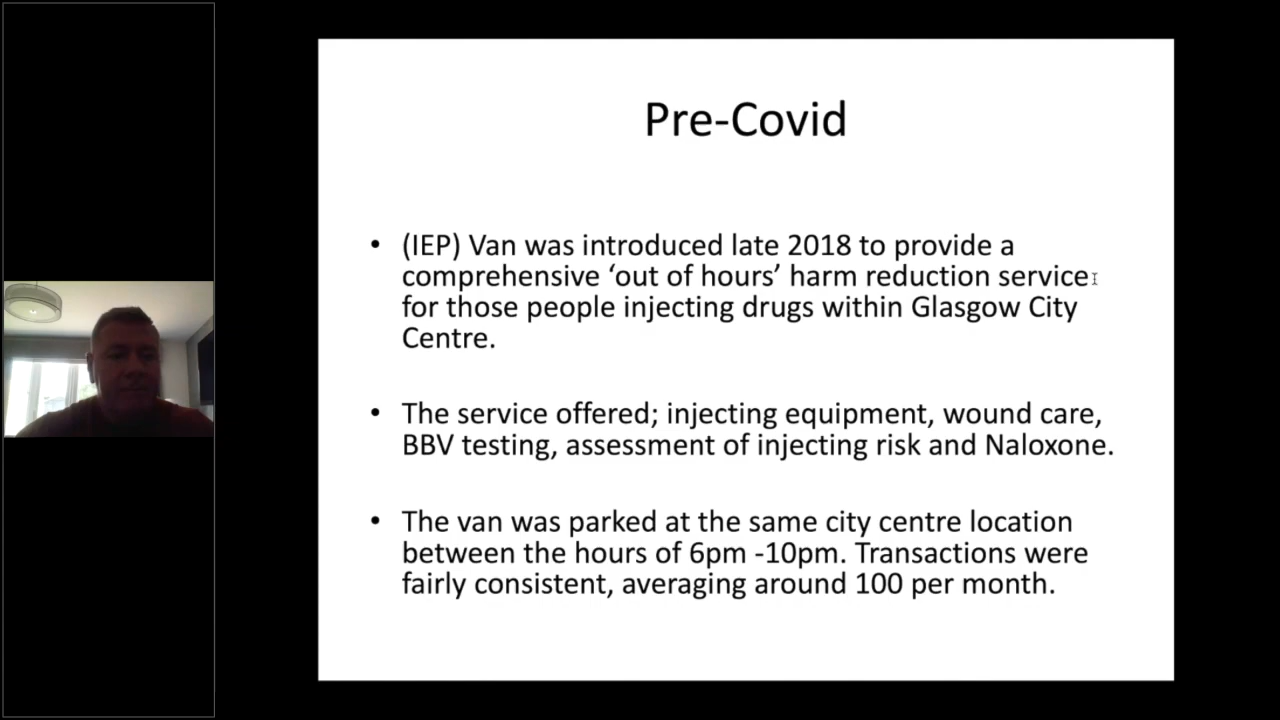 Pre-Covid
• (IEP) Van was introduced late 2018 to provide a
comprehensive ‘out of hours’ harm reduction service
for those people injecting drugs within Glasgow City
Centre.
• The service offered; injecting equipment, wound care,
BBV testing, assessment of injecting risk and Naloxone.
• The van was parked at the same city centre location
between the hours of 6pm -10pm. Transactions were
fairly consistent, averaging around 100 per month.